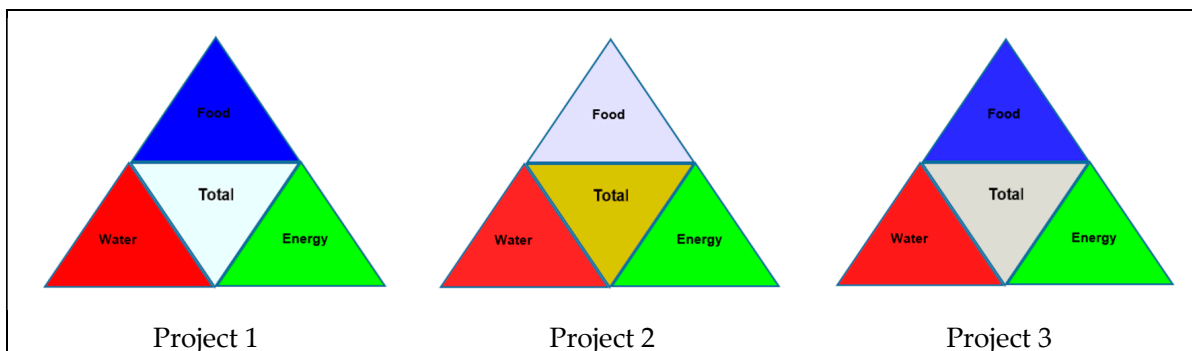 Food
Total
Water
Energy
Project 1
Food
Total
Water
Energy
Project 2
Food
Total
Water
Energy
Project 3